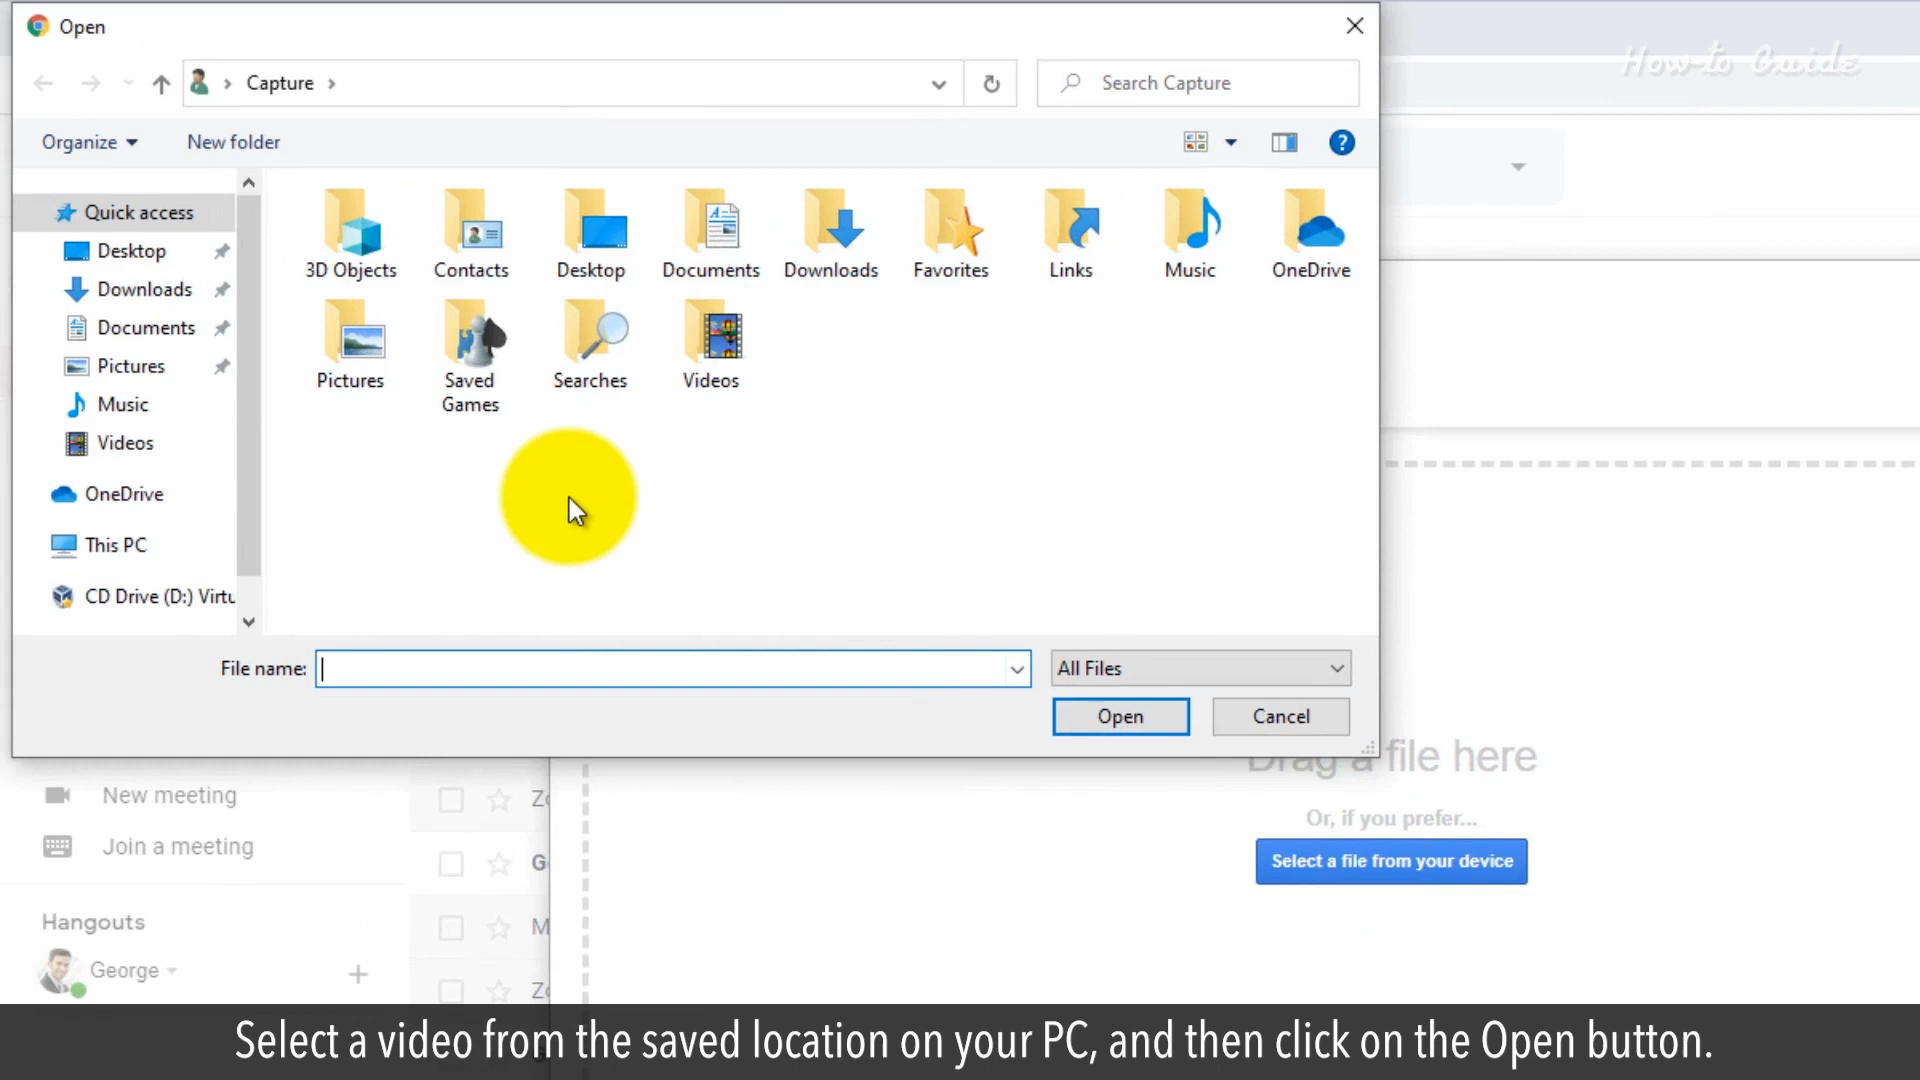 Open
How-to Guide
Capture
Search Capture
Organize
New folder
Quick access
Desktop
Downloads
Documents
Pictures
Music
Videos
OneDrive
This PC
CD Drive (D:) Virtu
3D Objects
Contacts
Desktop
Documents
Downloads
Favorites
Links
Music
OneDrive
Pictures
Saved
Games
Searches
Videos
File name:
All Files
Open
Cancel
Drag a file here
Or, if you prefer...
Select a file from your device
New meeting
Join a meeting
Hangouts
George
Zo
Go
M
Zo
Select a video from the saved location on your PC, and then click on the Open button.